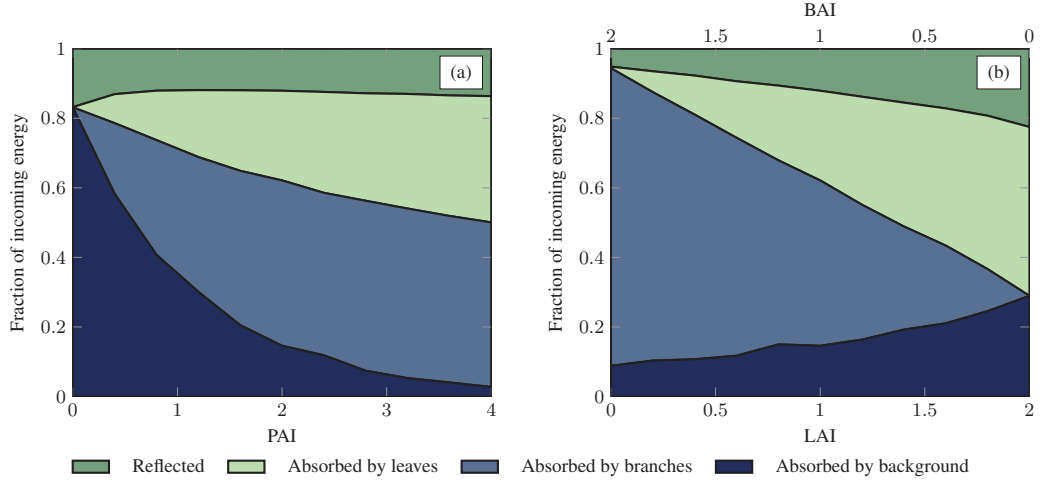 BAI
2 1.5 1 0.5 0
1
0.8
0.6
0.4
0.2
0
Fraction of incoming energy
(a)
0 1 2 3 4
PAI
1
0.8
0.6
0.4
0.2
0
Fraction of incoming energy
(b)
0 0.5 1 1.5 2
LAI
Reflected Absorbed by leaves Absorbed by branches Absorbed by background